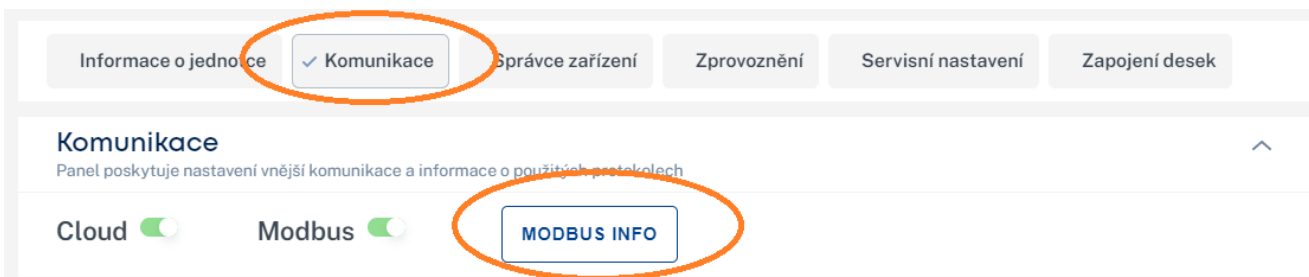 Informace o jednotce Komunikace Správce zařízení Zprovoznění Servisní nastavení Zapojení desek
Komunikace
Panel poskytuje nastavení vnější komunikace a informace o použitých protokolech
Cloud Modbus MODBUS INFO